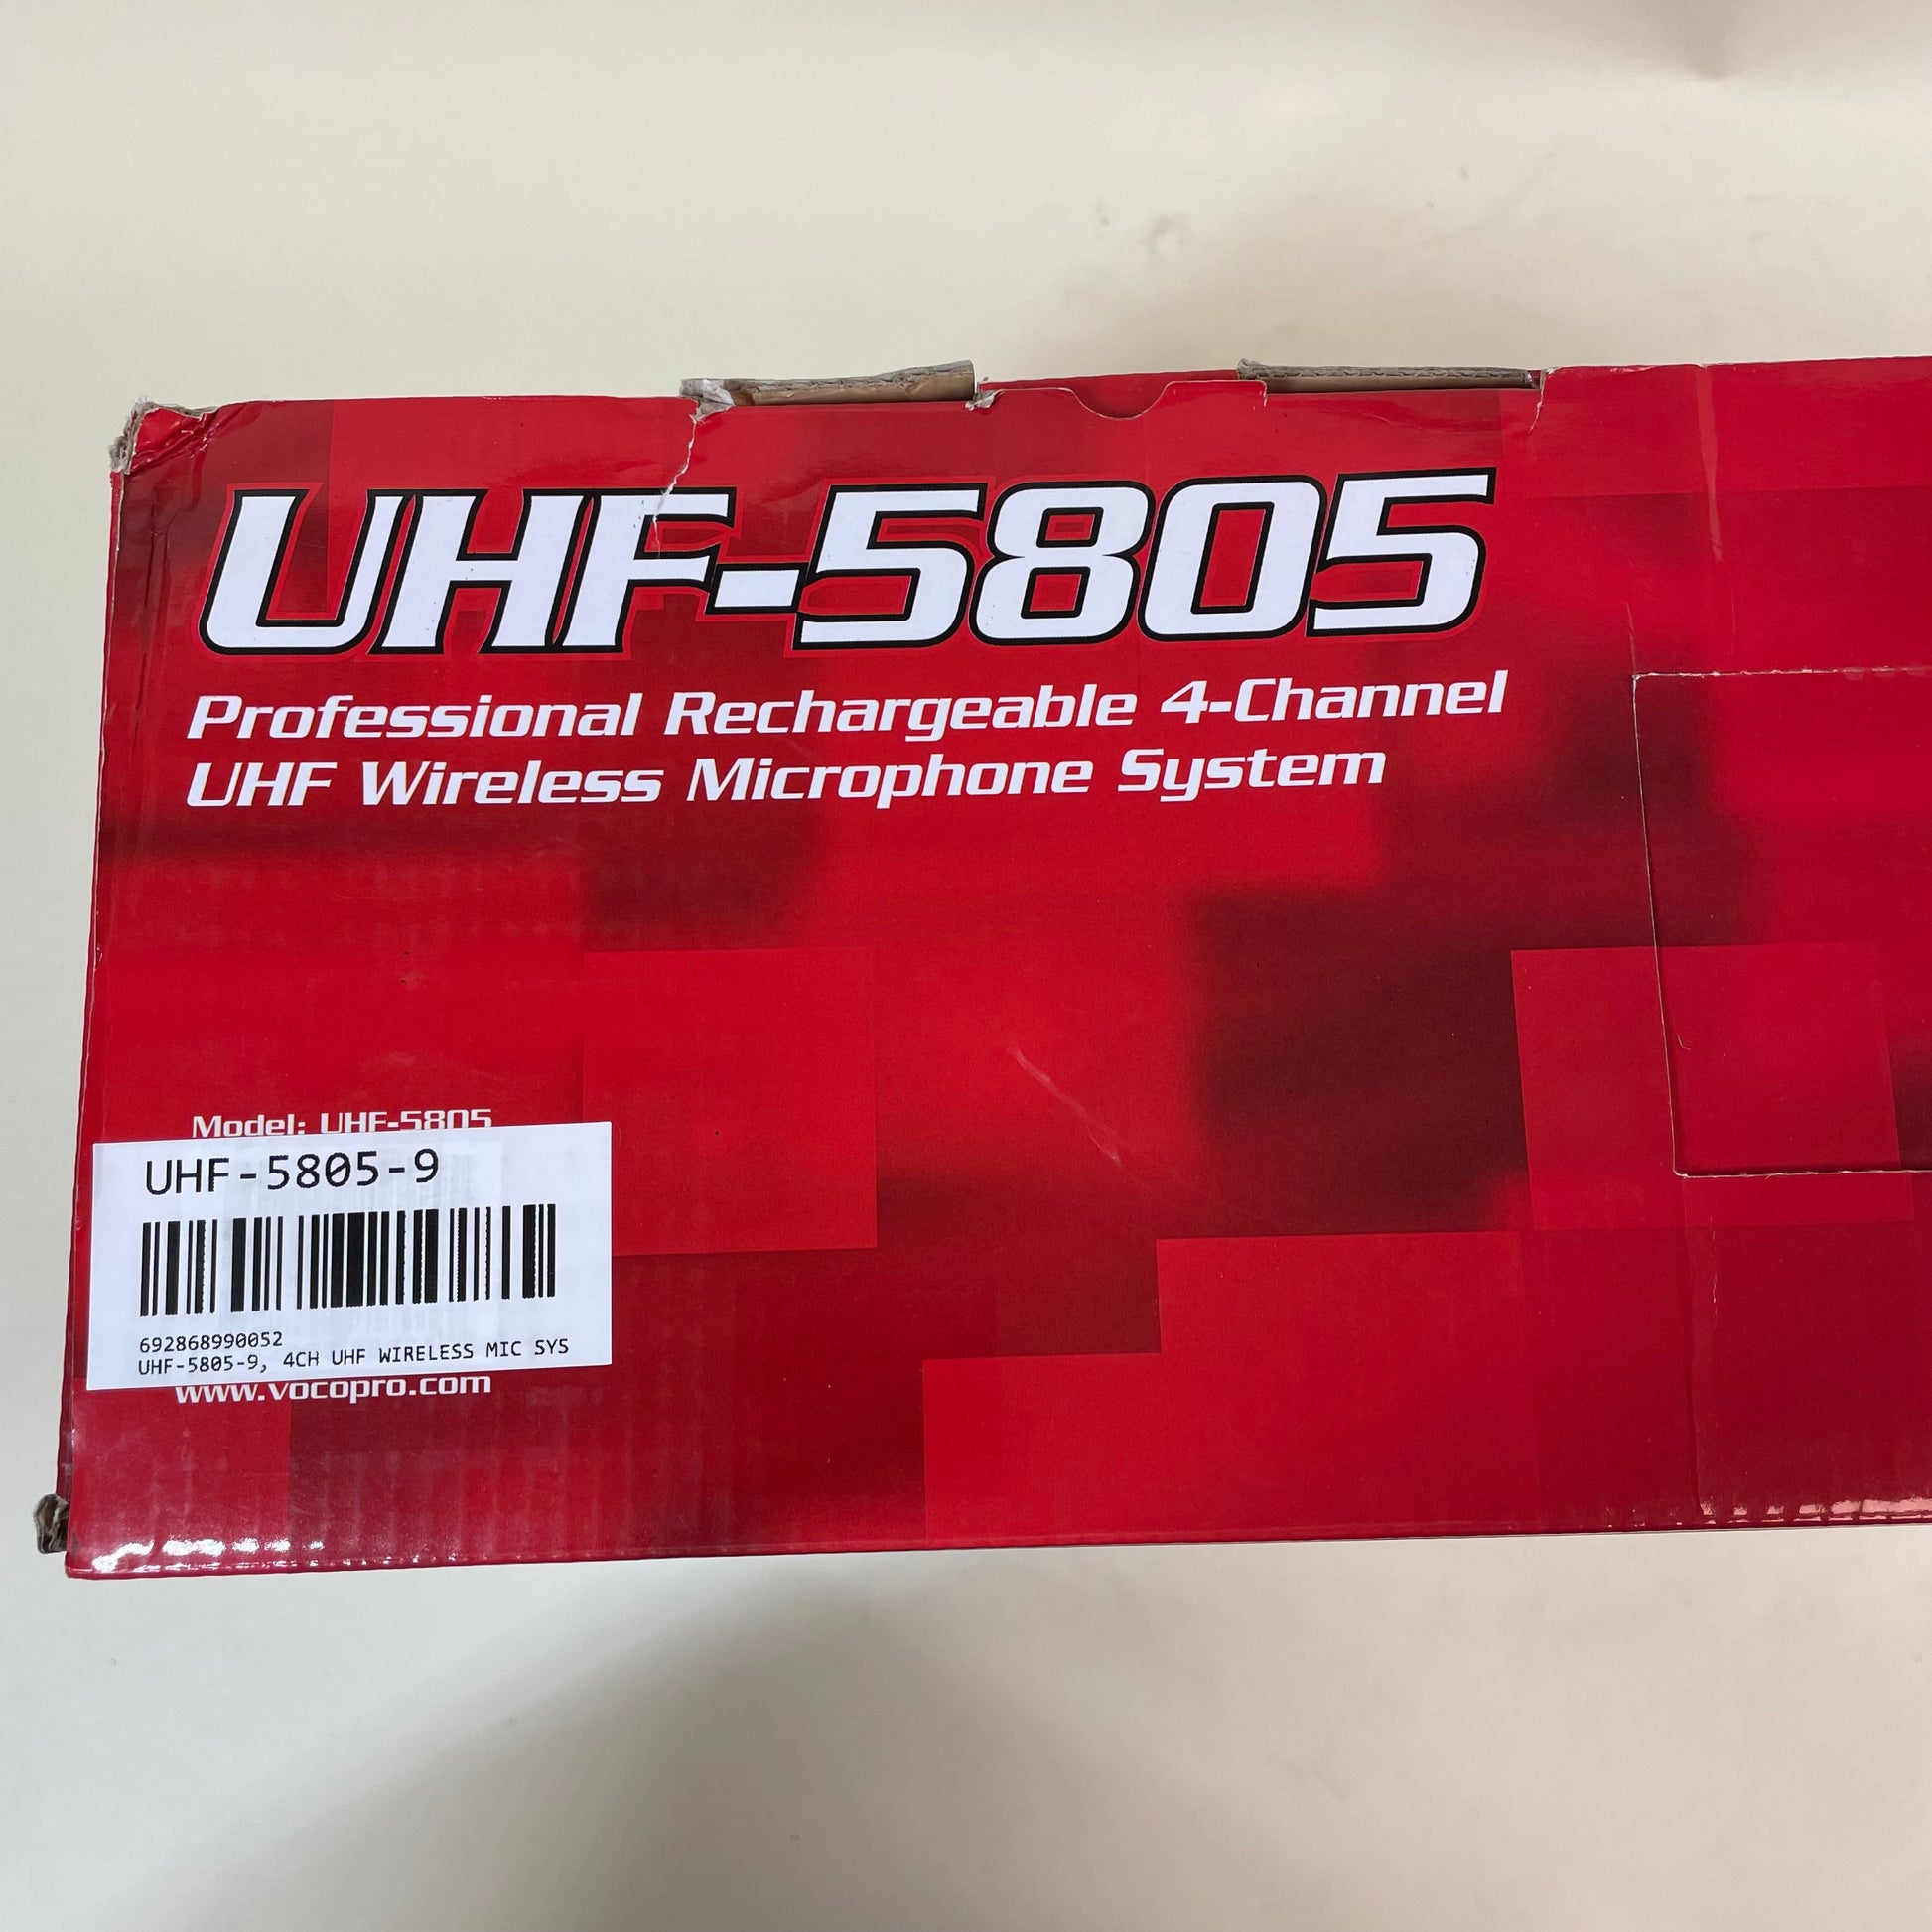 UHF-5805
Professional Rechargeable 4-Channel
UHF Wireless Microphone System
Model: UHF-5805
UHF-5805-9
692868990052
UHF-5805-9, 4CH UHF WIRELESS MIC SYS
www.vocopro.com